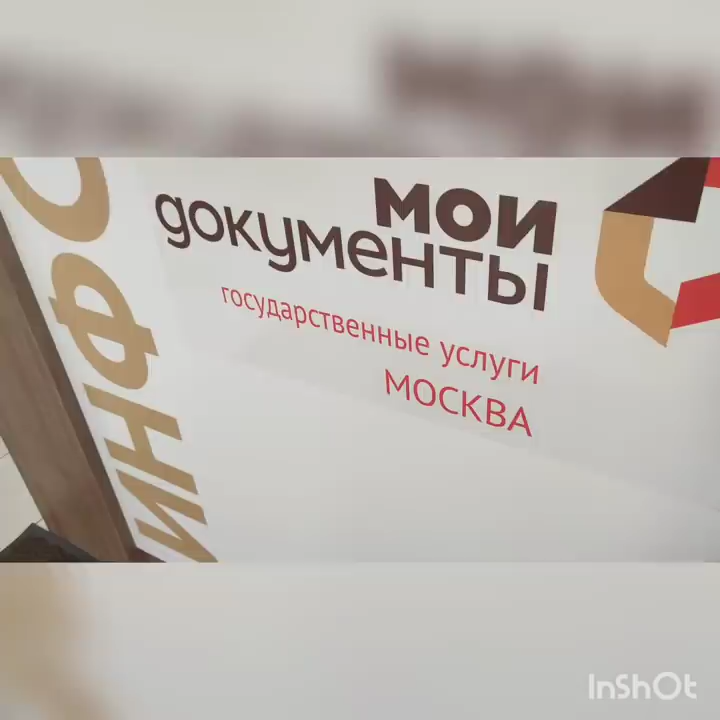 ИНФО
мои
документы
государственные услуги
МОСКВА
InShOt